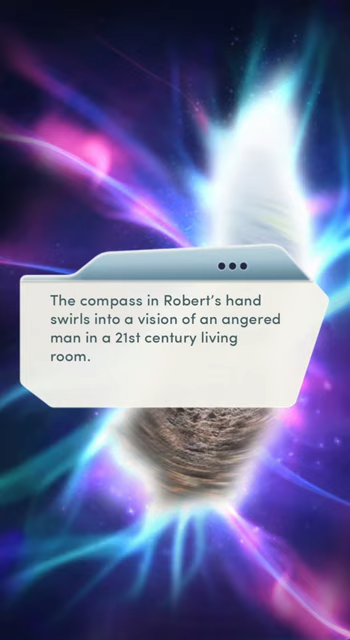 The compass in Robert’s hand
swirls into a vision of an angered
man in a 21st century living
room.